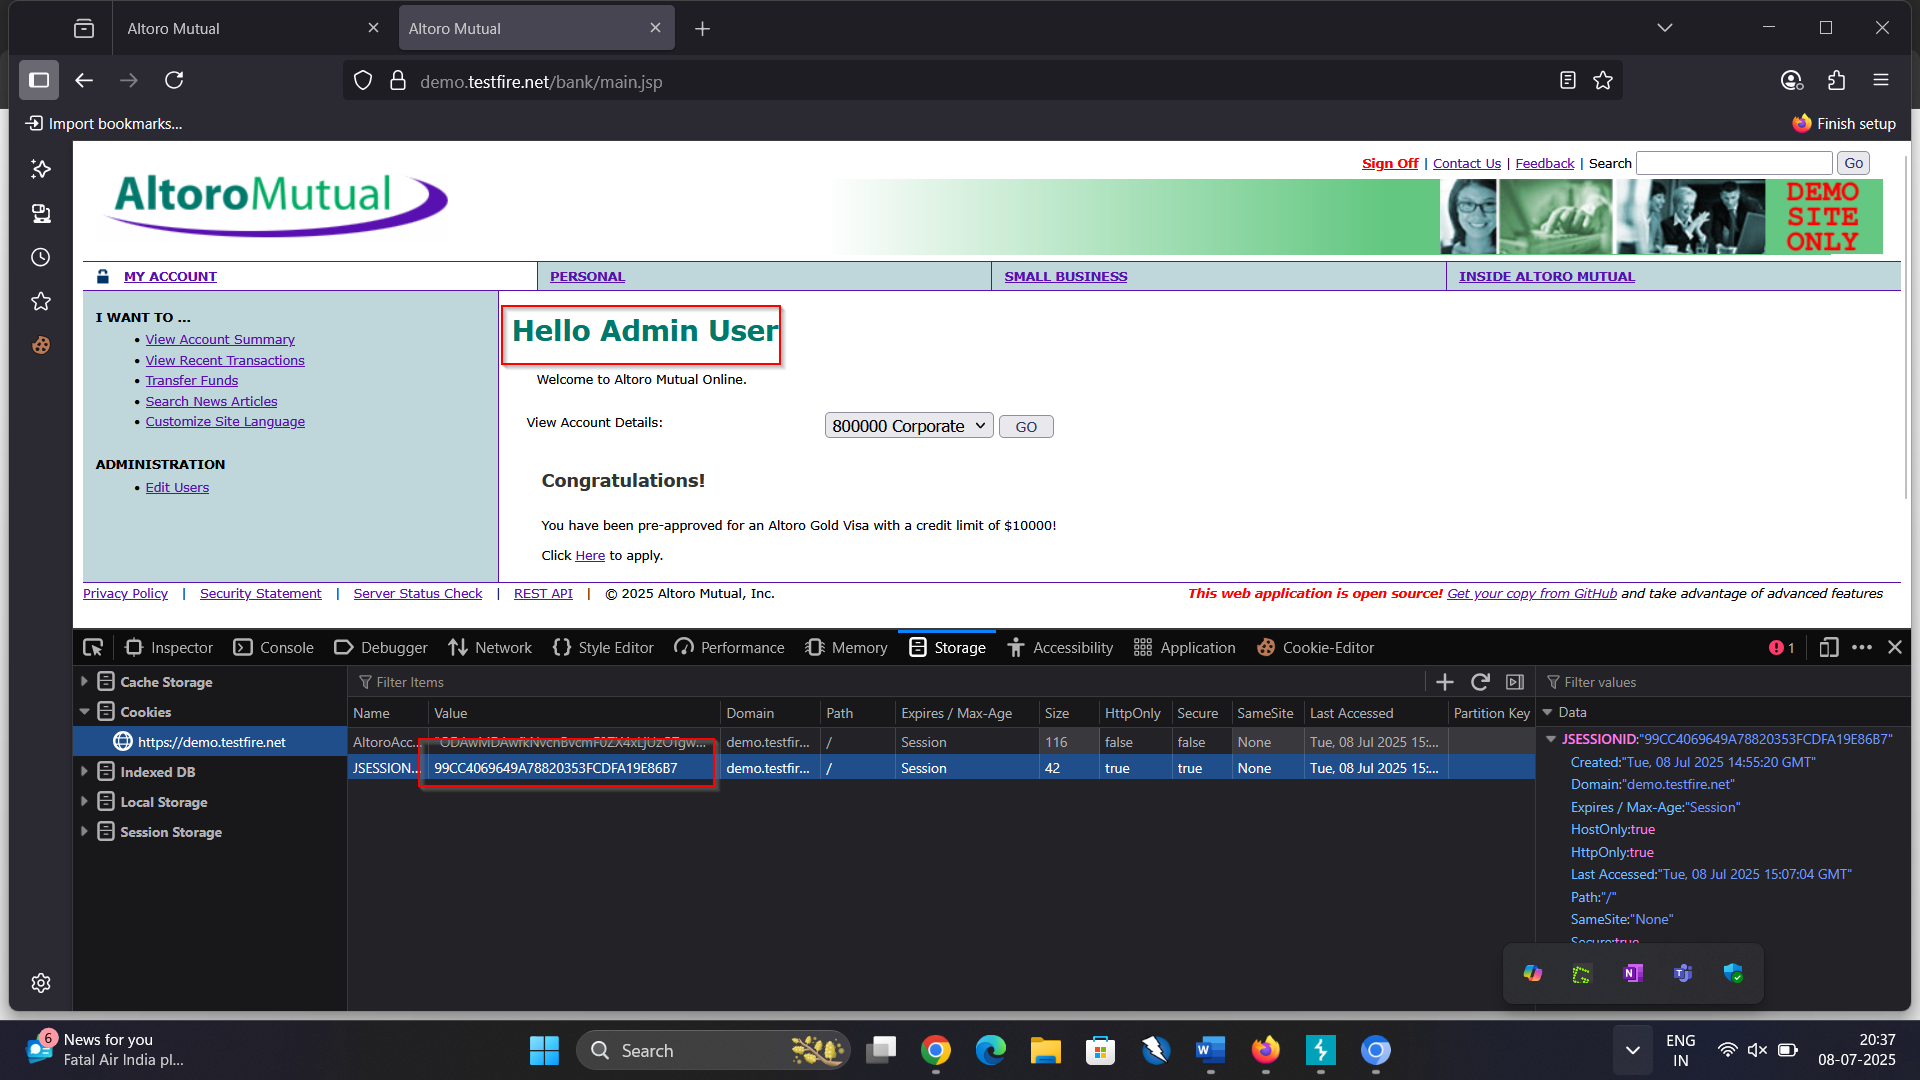 Altoro Mutual
Altoro Mutual
demo.testfire.net/bank/main.jsp
Import bookmarks...
Finish setup
Sign Off | Contact Us | Feedback | Search
Go
AltoroMutual
DEMO
SITE
ONLY
MY ACCOUNT
PERSONAL
SMALL BUSINESS
INSIDE ALTORO MUTUAL
I WANT TO ...
View Account Summary
View Recent Transactions
Transfer Funds
Search News Articles
Customize Site Language
ADMINISTRATION
Edit Users
Hello Admin User
Welcome to Altoro Mutual Online.
View Account Details:
800000 Corporate
GO
Congratulations!
You have been pre-approved for an Altoro Gold Visa with a credit limit of $10000!
Click Here to apply.
Privacy Policy | Security Statement | Server Status Check | REST API | © 2025 Altoro Mutual, Inc.
This web application is open source! Get your copy from GitHub and take advantage of advanced features
Inspector Console Debugger Network Style Editor Performance Memory Storage Accessibility Application Cookie-Editor
1
Cache Storage
Cookies
https://demo.testfire.net
Indexed DB
Local Storage
Session Storage
Filter Items
Name Value Domain Path Expires / Max-Age Size HttpOnly Secure SameSite Last Accessed Partition Key
AltoroAcc... demo.testfir... / Session 116 false false None Tue, 08 Jul 2025 15:...
JSESSION... 99CC4069649A78820353FCDFA19E86B7 demo.testfir... / Session 42 true true None Tue, 08 Jul 2025 15:...
Filter values
Data
JSESSIONID:"99CC4069649A78820353FCDFA19E86B7"
Created:"Tue, 08 Jul 2025 14:55:20 GMT"
Domain:"demo.testfire.net"
Expires / Max-Age:"Session"
HostOnly:true
HttpOnly:true
Last Accessed:"Tue, 08 Jul 2025 15:07:04 GMT"
Path:"/"
SameSite:"None"
Secure:true
6
News for you
Fatal Air India pl...
Search
ENG
IN
20:37
08-07-2025